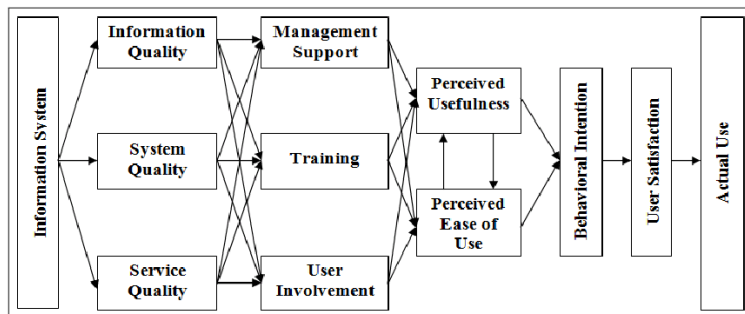 Information System
Information
Quality
System
Quality
Service
Quality
Management
Support
Training
User
Involvement
Perceived
Usefulness
Perceived
Ease of
Use
Behavioral Intention
User Satisfaction
Actual Use